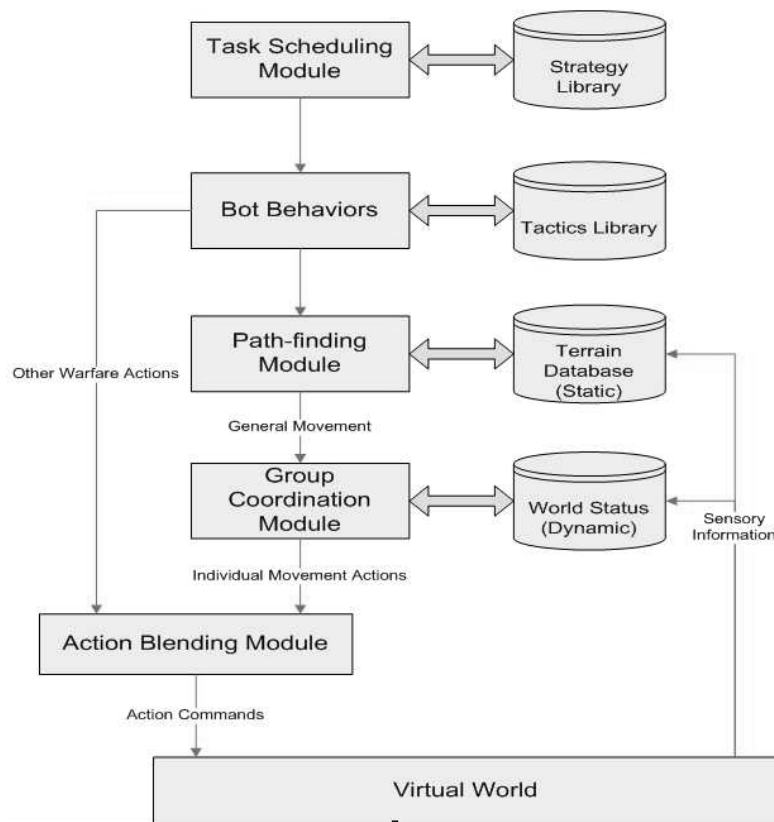 Task Scheduling
Module
Strategy
Library
Bot Behaviors
Tactics Library
Path-finding
Module
Terrain
Database
(Static)
Other Warfare Actions
General Movement
Group
Coordination
Module
World Status
(Dynamic)
Sensory
Information
Individual Movement Actions
Action Blending Module
Action Commands
Virtual World